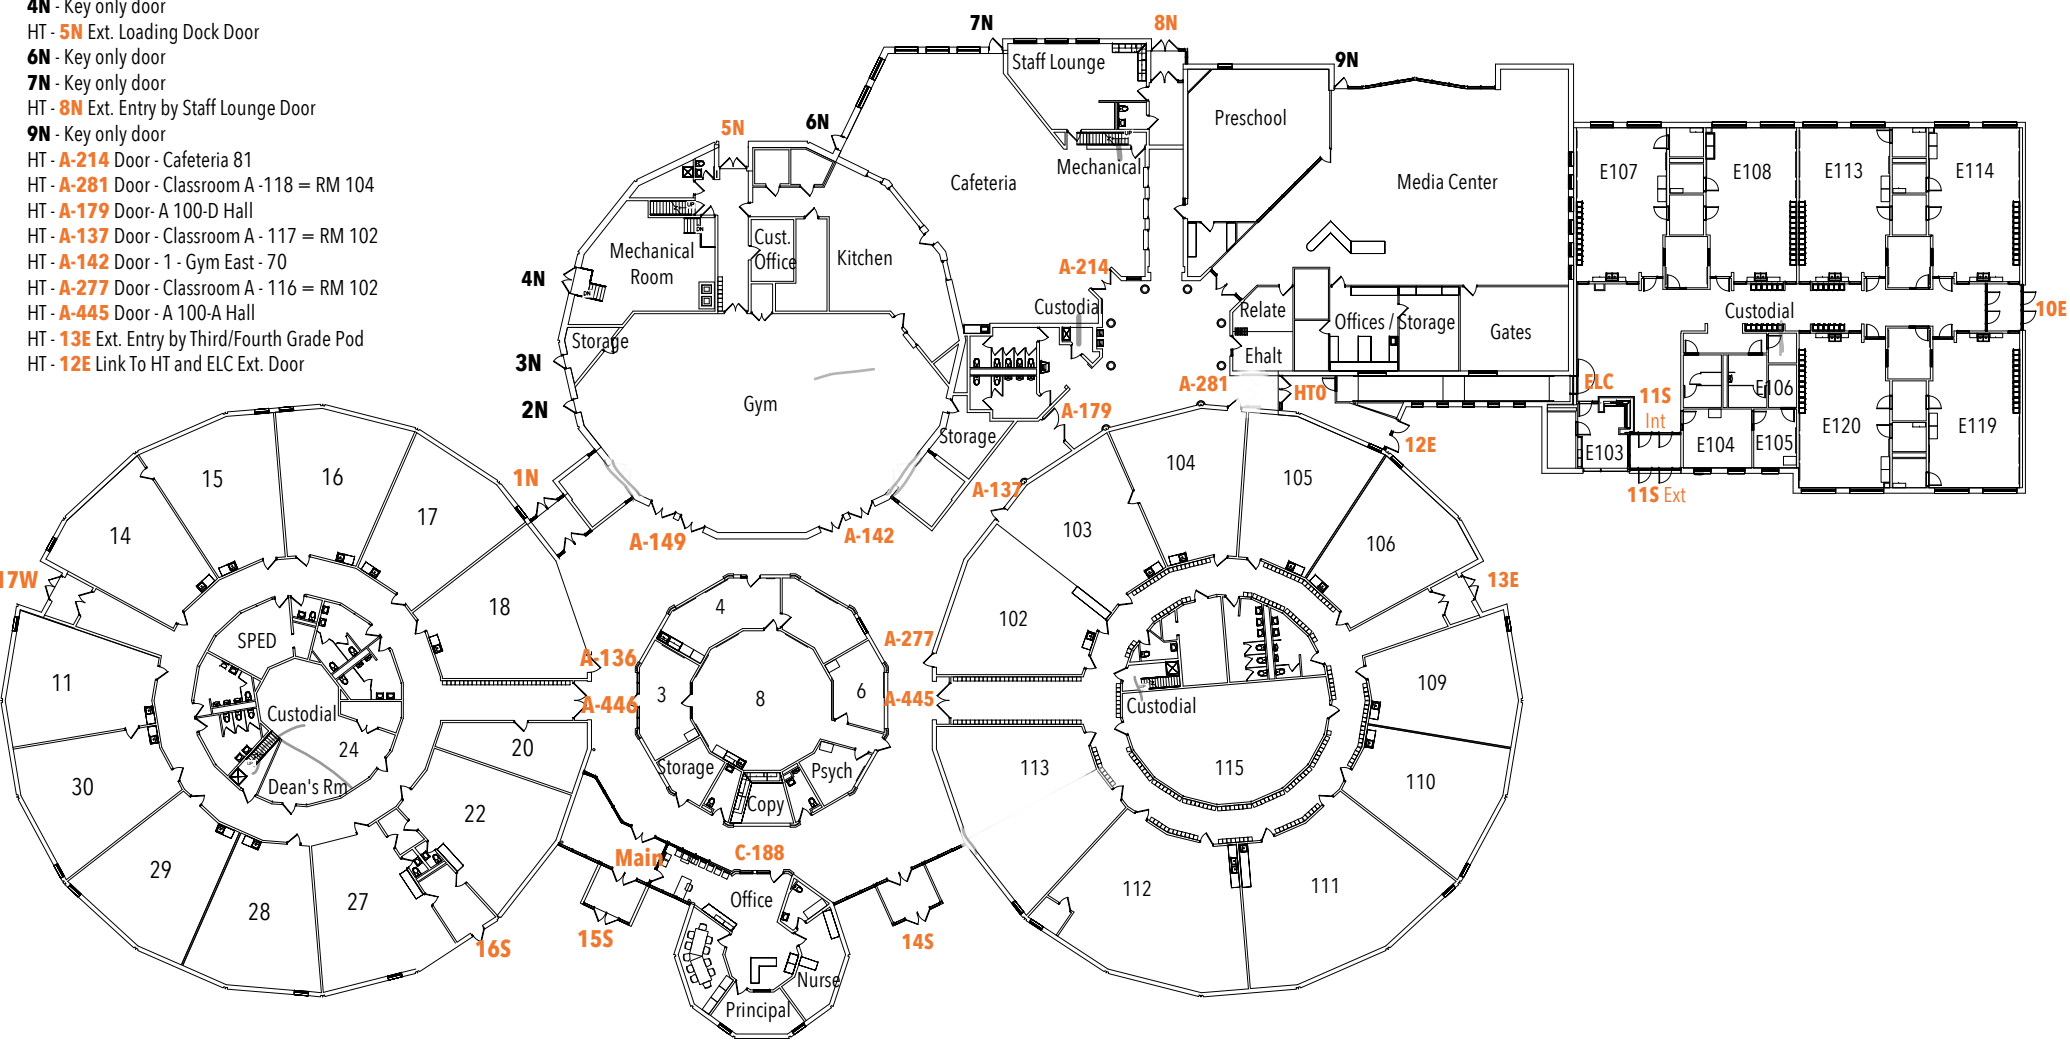 4N - Key only door
HT - 5N Ext. Loading Dock Door
6N - Key only door
7N - Key only door
HT - 8N Ext. Entry by Staff Lounge Door
9N - Key only door
HT - A-214 Door - Cafeteria 81
HT - A-281 Door - Classroom A -118 = RM 104
HT - A-179 Door- A 100-D Hall
HT - A-137 Door - Classroom A - 117 = RM 102
HT - A-142 Door - 1 - Gym East - 70
HT - A-277 Door - Classroom A - 116 = RM 102
HT - A-445 Door - A 100-A Hall
HT - 13E Ext. Entry by Third/Fourth Grade Pod
HT - 12E Link To HT and ELC Ext. Door
7N
8N
Staff Lounge
9N
5N
6N
Preschool
UP
Mechanical
Cafeteria
Media Center
E107
E108
E113
E114
UP
DN
Mechanical
Room
Cust.
Office
Kitchen
4N
DN
A-214
Custodial
Relate
Offices /
Storage
Gates
Custodial
10E
Storage
3N
Ehalt
2N
Gym
A-281
HT0
ELC
11S
Int
E106
A-179
Storage
12E
E103
E104
E105
E120
E119
11S Ext
1N
A-137
A-149
A-142
15
16
17
14
18
17W
SPED
11
30
29
28
27
22
20
24
Custodial
UP
Dean's Rm
16S
A-136
A-446
4
3
8
6
Storage
Copy
Psych
A-277
A-445
Main
C-188
Office
15S
14S
Nurse
Principal
102
103
104
105
106
13E
109
110
111
112
113
115
UP
Custodial